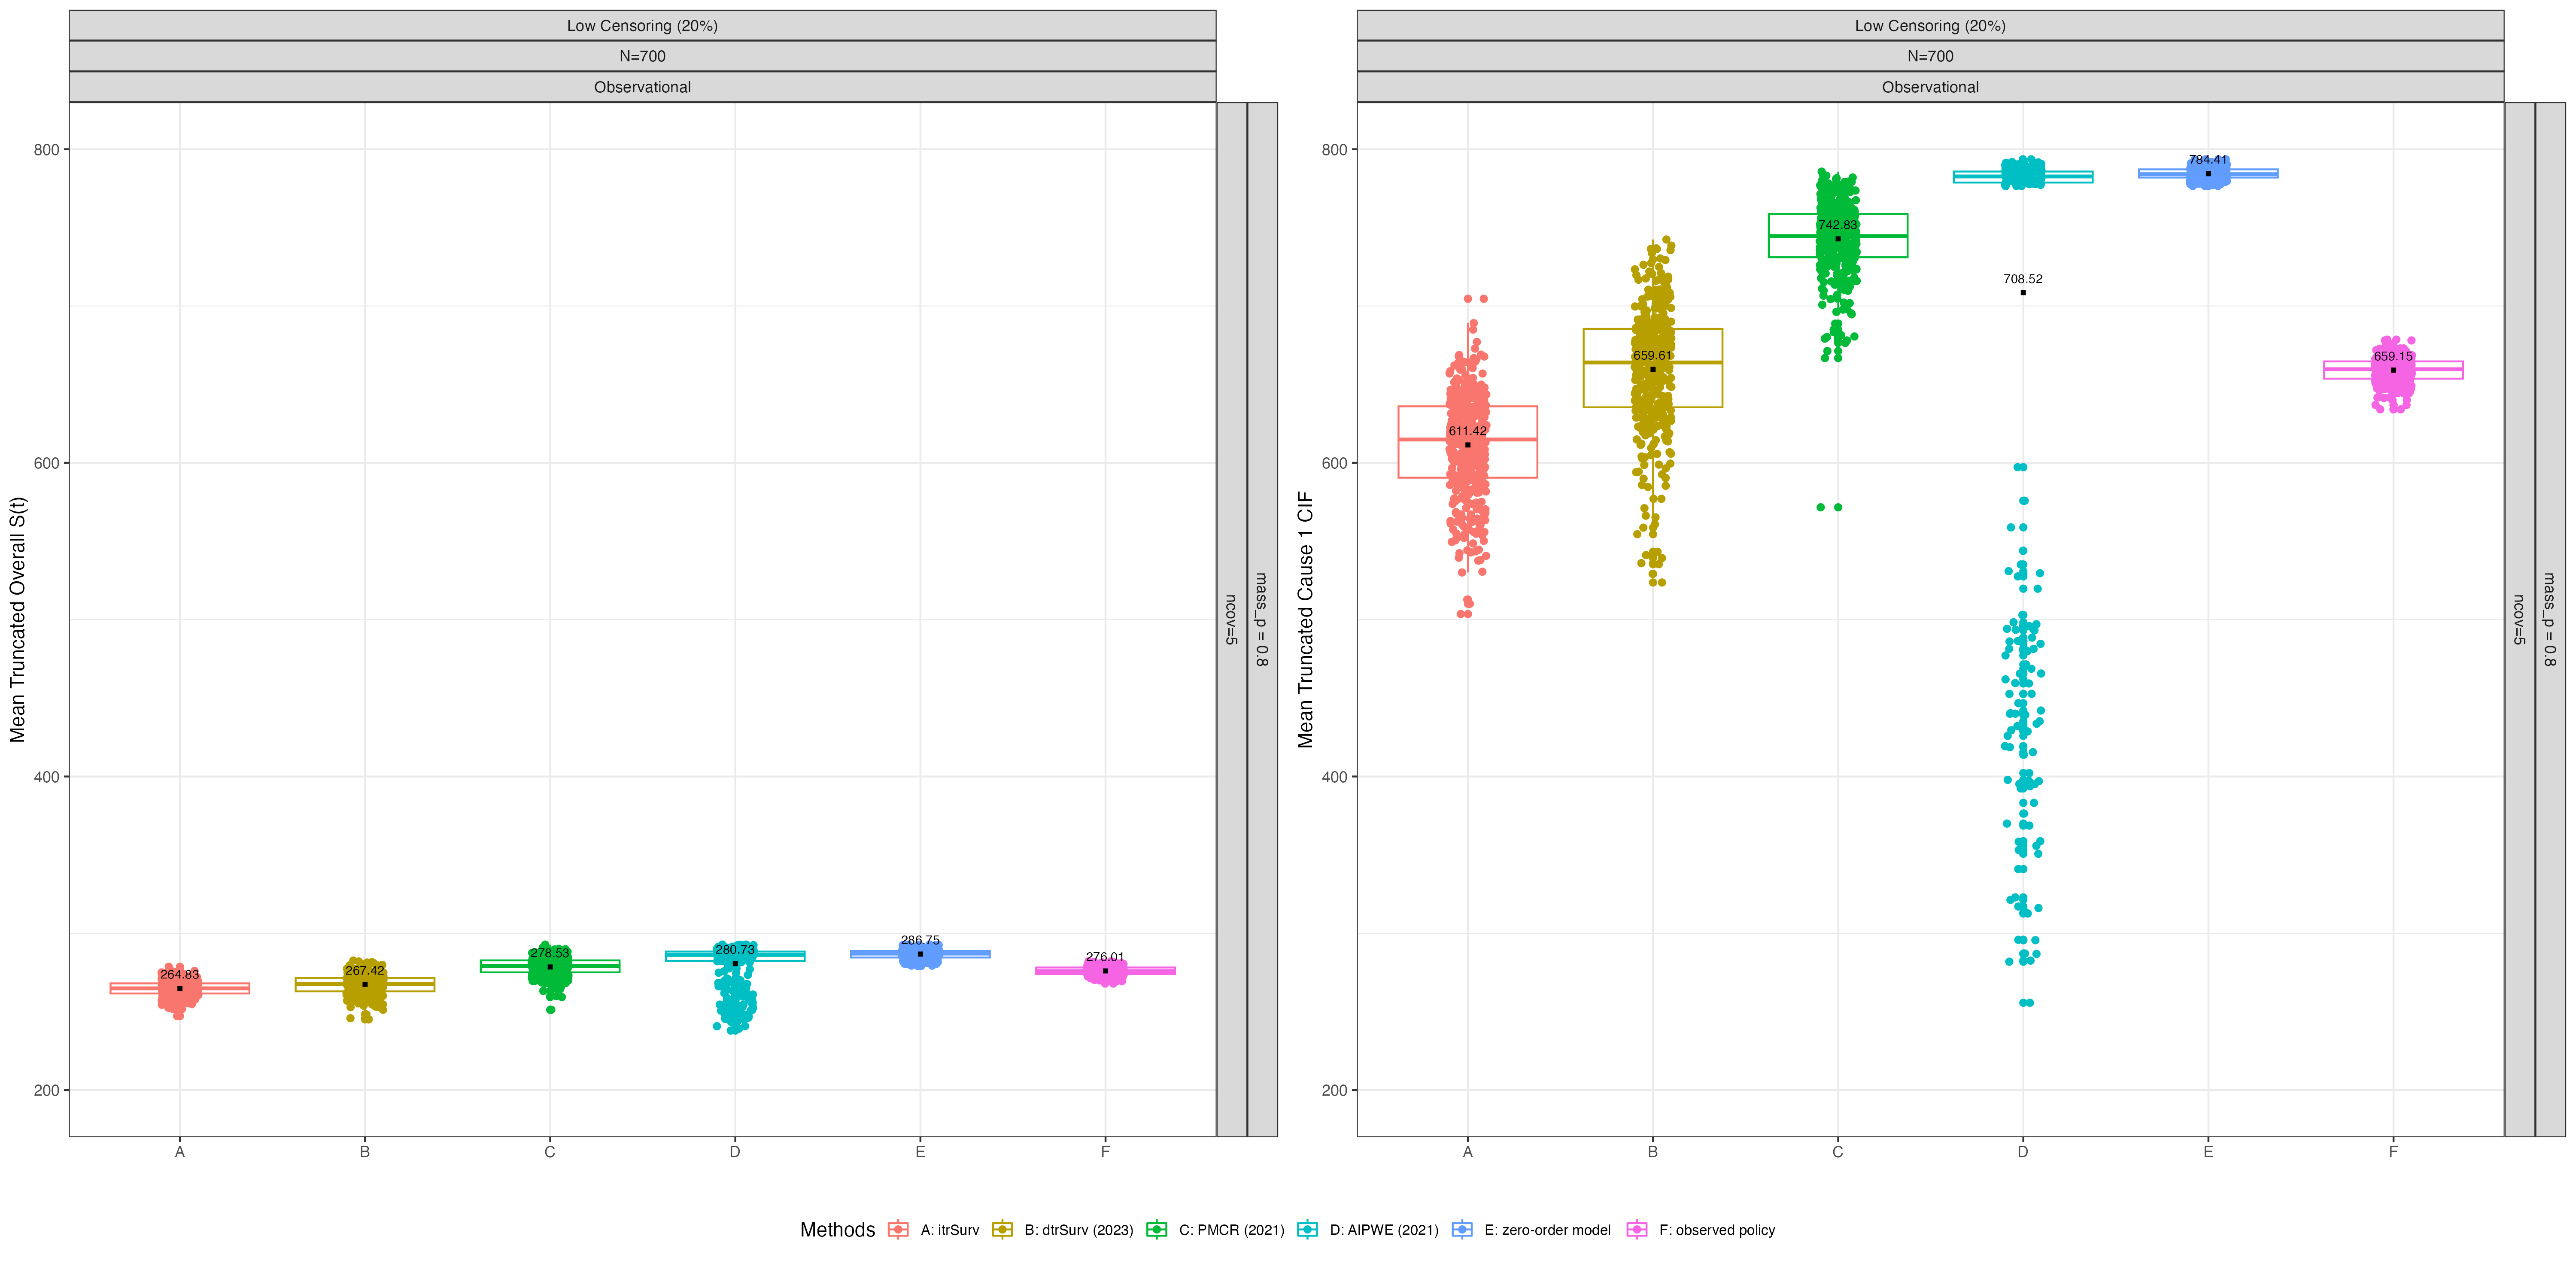 Low Censoring (20%)
N=700
Observational
Mean Truncated Overall S(t)
800
600
400
200
264.83
267.42
278.53
280.73
286.75
276.01
A
B
C
D
E
F
ncov=5
mass_p = 0.8
Low Censoring (20%)
N=700
Observational
Mean Truncated Cause 1 CIF
800
600
400
200
611.42
659.61
742.83
708.52
784.41
659.15
A
B
C
D
E
F
ncov=5
mass_p = 0.8
Methods
A: itrSurv
B: dtrSurv (2023)
C: PMCR (2021)
D: AIPWE (2021)
E: zero-order model
F: observed policy